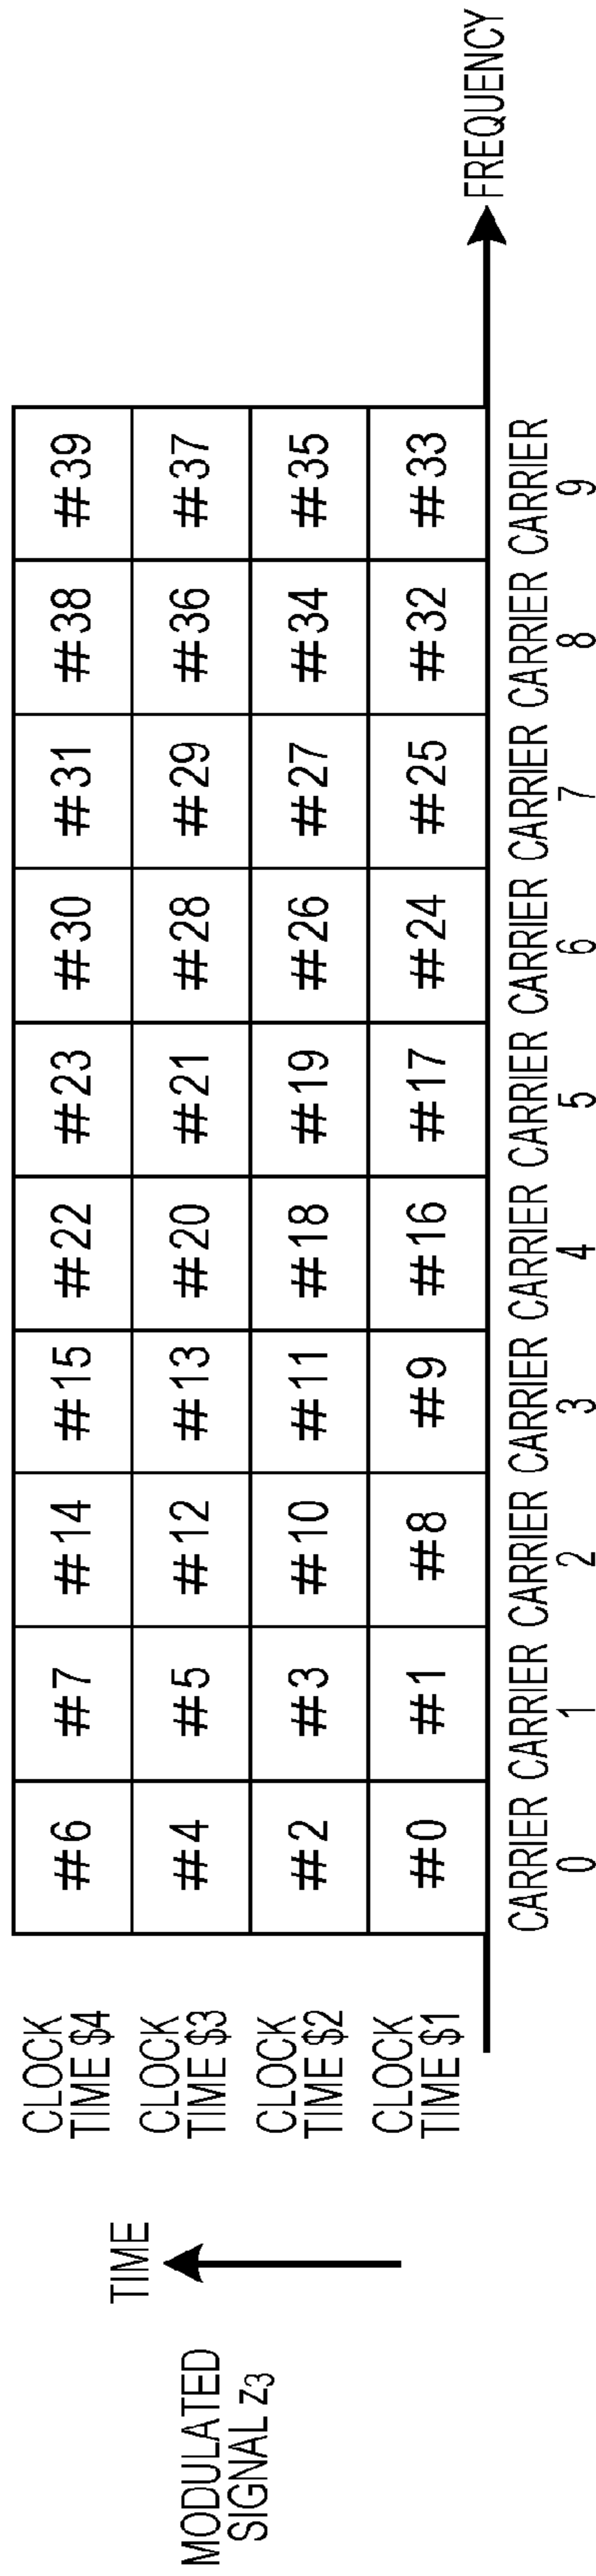 MODULATED
SIGNAL z3
TIME
CLOCK
TIME $4
#6 #7 #14 #15 #22 #23 #30 #31 #38 #39
CLOCK
TIME $3
#4 #5 #12 #13 #20 #21 #28 #29 #36 #37
CLOCK
TIME $2
#2 #3 #10 #11 #18 #19 #26 #27 #34 #35
CLOCK
TIME $1
#0 #1 #8 #9 #16 #17 #24 #25 #32 #33
FREQUENCY
CARRIER CARRIER CARRIER CARRIER CARRIER CARRIER CARRIER CARRIER CARRIER CARRIER
0 1 2 3 4 5 6 7 8 9